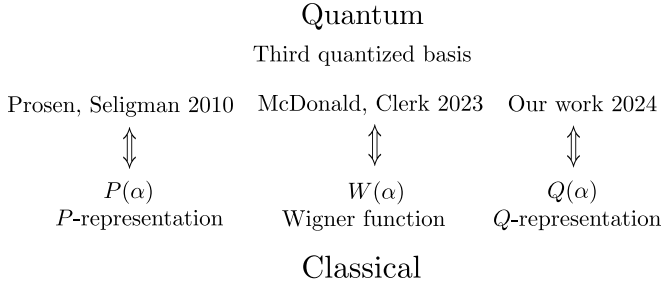 Quantum
Third quantized basis
Prosen, Seligman 2010 McDonald, Clerk 2023 Our work 2024
⇕ ⇕ ⇕
P(α) W(α) Q(α)
P-representation Wigner function Q-representation
Classical